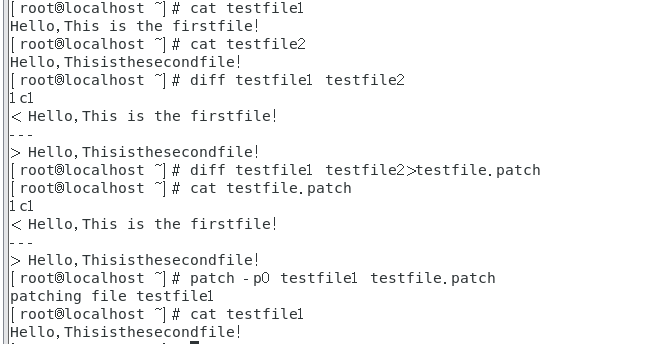 [root@localhost ~]# cat testfile1
Hello,This is the firstfile!
[root@localhost ~]# cat testfile2
Hello,Thisisthesecondfile!
[root@localhost ~]# diff testfile1 testfile2
1c1
< Hello,This is the firstfile!
---
> Hello,Thisisthesecondfile!
[root@localhost ~]# diff testfile1 testfile2>testfile.patch
[root@localhost ~]# cat testfile.patch
1c1
< Hello,This is the firstfile!
---
> Hello,Thisisthesecondfile!
[root@localhost ~]# patch -p0 testfile1 testfile.patch
patching file testfile1
[root@localhost ~]# cat testfile1
Hello,Thisisthesecondfile!